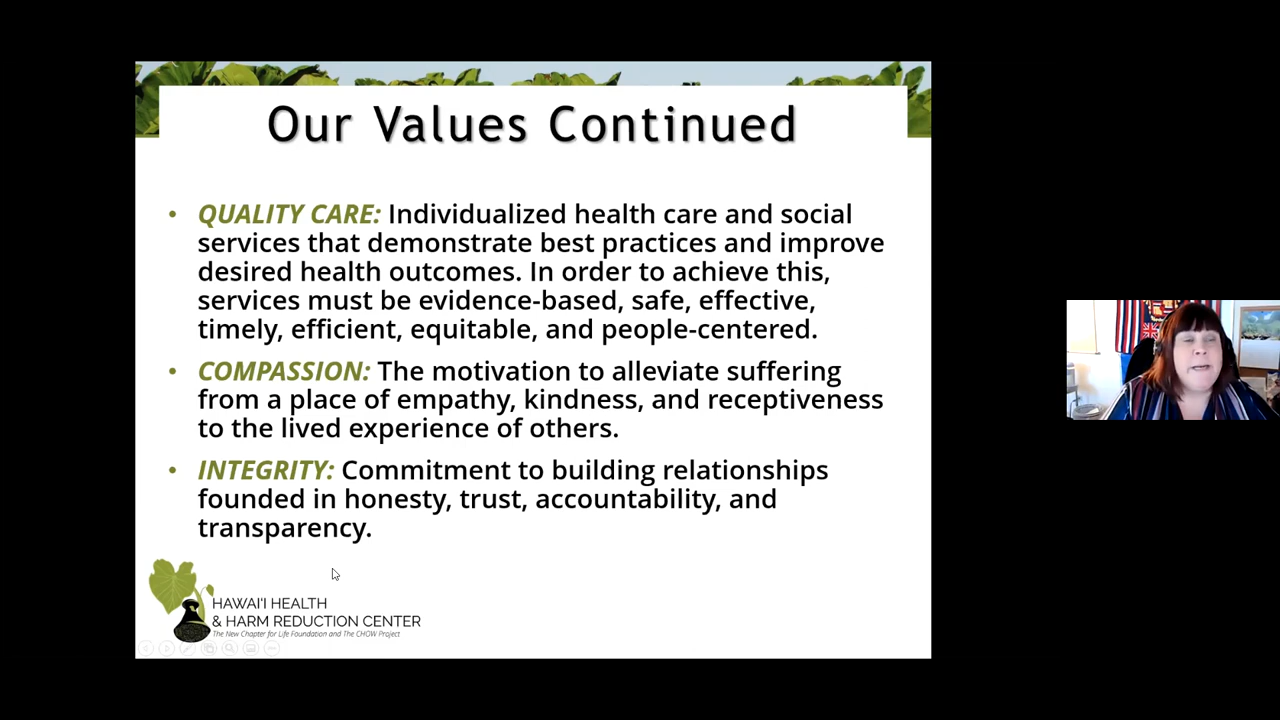 Our Values Continued
• QUALITY CARE: Individualized health care and social
services that demonstrate best practices and improve
desired health outcomes. In order to achieve this,
services must be evidence-based, safe, effective,
timely, efficient, equitable, and people-centered.
• COMPASSION: The motivation to alleviate suffering
from a place of empathy, kindness, and receptiveness
to the lived experience of others.
• INTEGRITY: Commitment to building relationships
founded in honesty, trust, accountability, and
transparency.
HAWAI'I HEALTH
& HARM REDUCTION CENTER
The New Chapter for Life Foundation and The CHOW Project